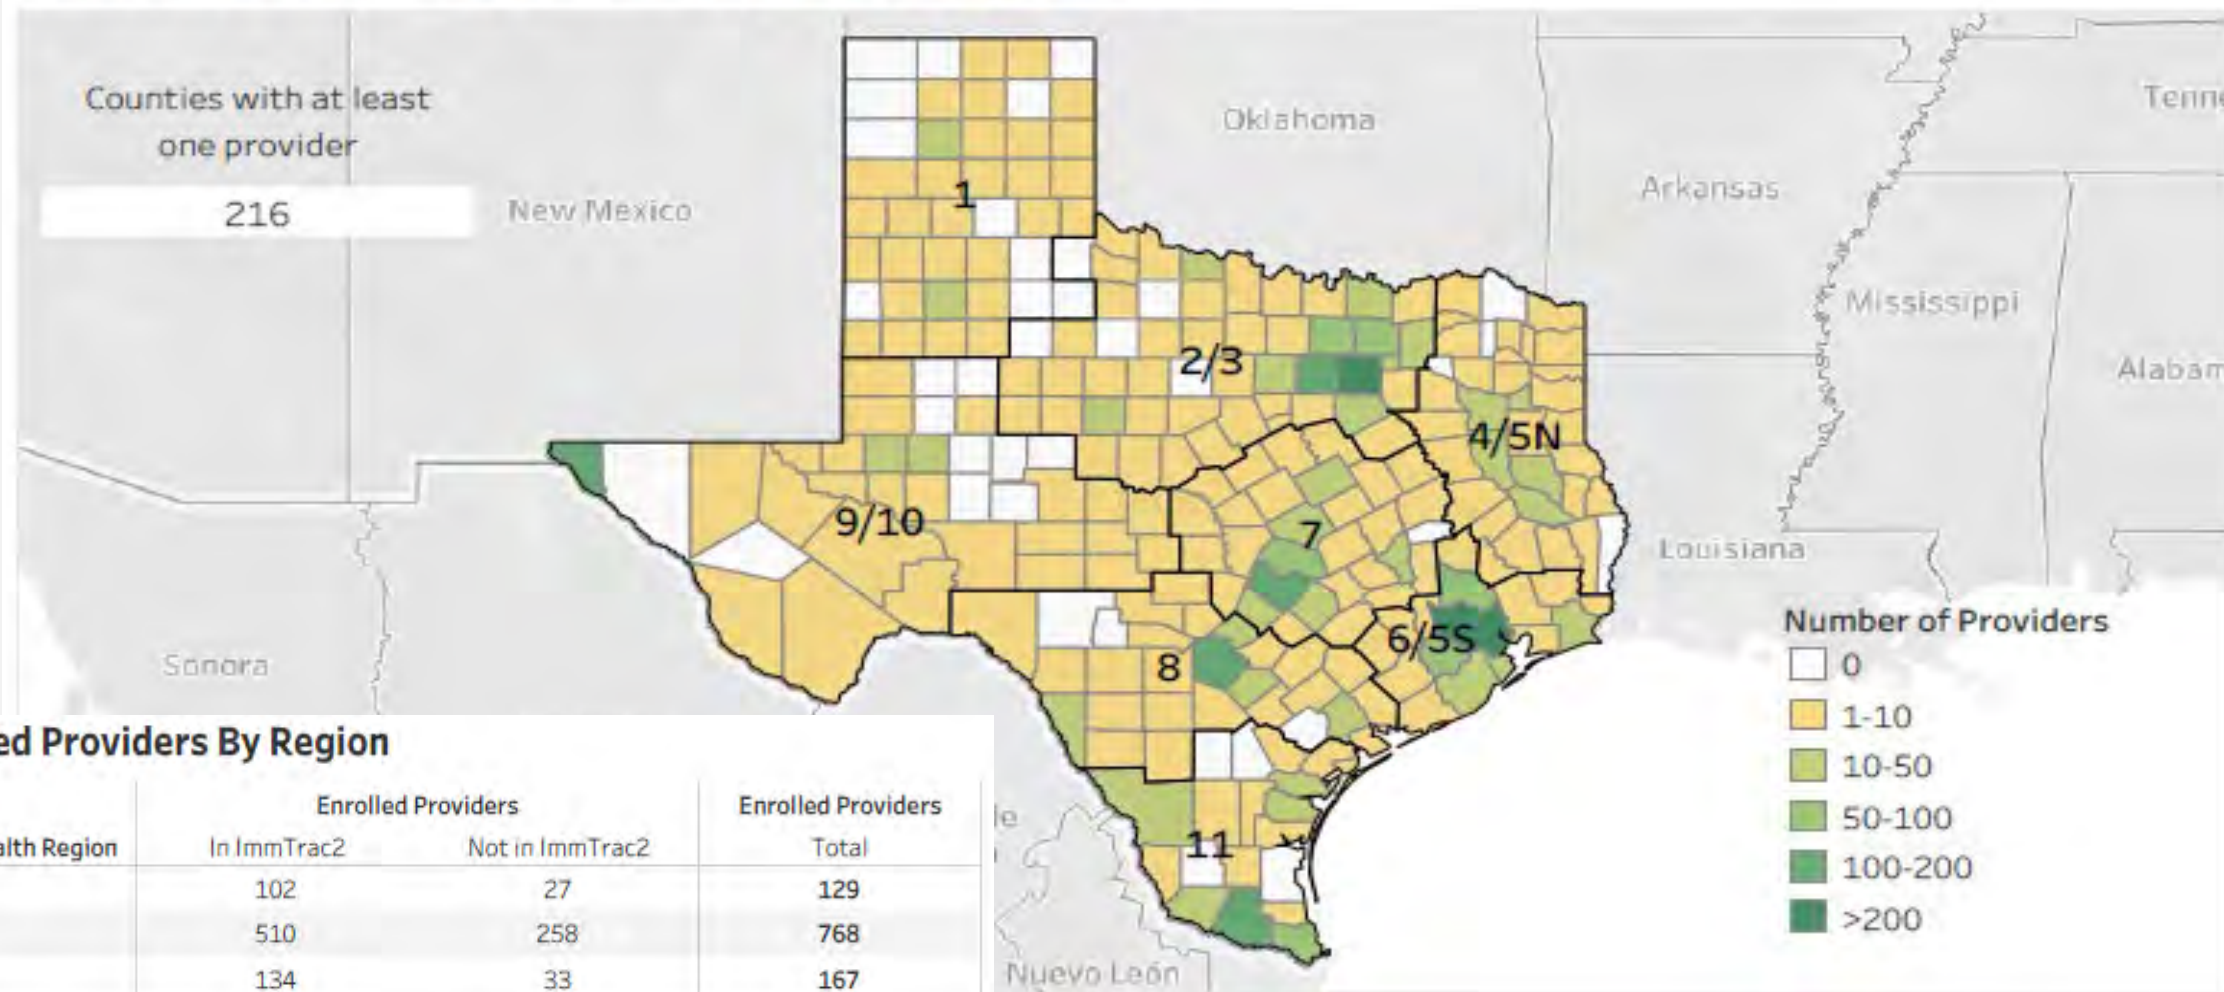 Counties with at least
one provider
216
New Mexico
Oklahoma
Arkansas
Mississippi
Louisiana
Sonora
Nuevo León
1
2/3
4/5N
9/10
7
6/5S
8
11
Number of Providers
0
1-10
10-50
50-100
100-200
>200
ed Providers By Region
Enrolled Providers Enrolled Providers
alth Region In ImmTrac2 Not in ImmTrac2 Total
102 27 129
510 258 768
134 33 167